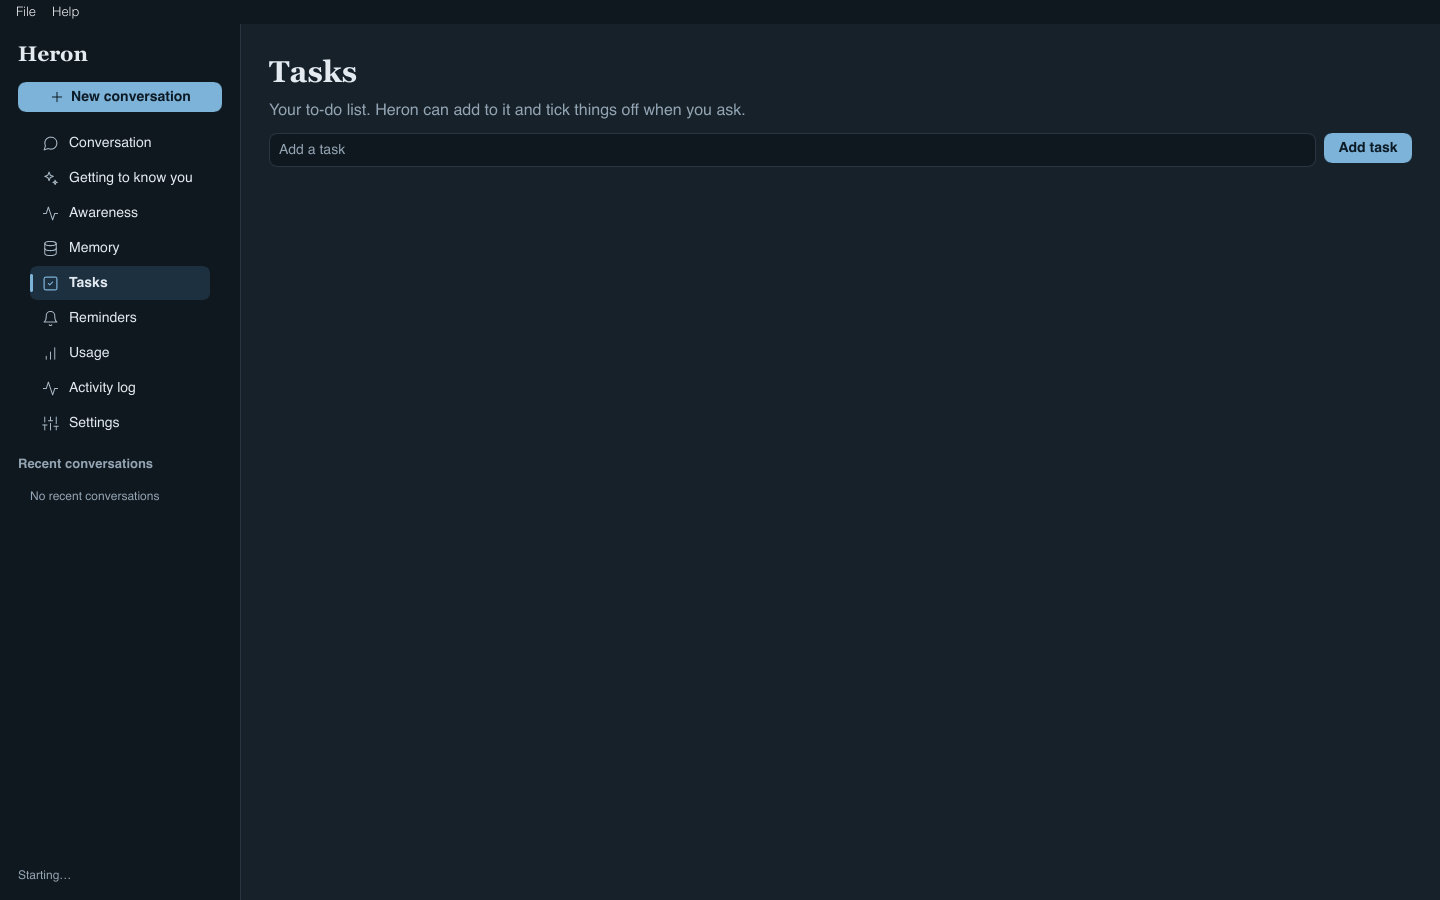 File Help
Heron
New conversation
Conversation
Getting to know you
Awareness
Memory
Tasks
Reminders
Usage
Activity log
Settings
Recent conversations
No recent conversations
Starting…
Tasks
Your to-do list. Heron can add to it and tick things off when you ask.
Add a task
Add task